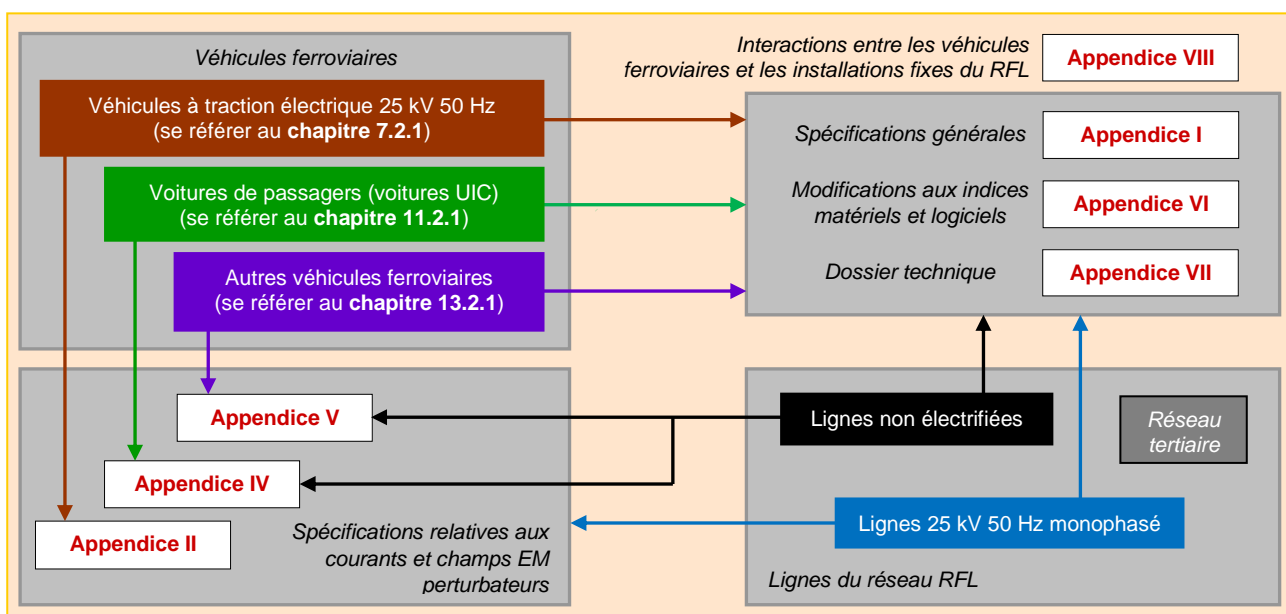 Véhicules ferroviaires
Véhicules à traction électrique 25 kV 50 Hz
(se référer au chapitre 7.2.1)
Voitures de passagers (voitures UIC)
(se référer au chapitre 11.2.1)
Autres véhicules ferroviaires
(se référer au chapitre 13.2.1)
Interactions entre les véhicules
ferroviaires et les installations fixes du RFL
Appendice VIII
Spécifications générales
Appendice I
Modifications aux indices
matériels et logiciels
Appendice VI
Dossier technique
Appendice VII
Appendice V
Appendice IV
Appendice II
Spécifications relatives aux
courants et champs EM
perturbateurs
Lignes non électrifiées
Réseau
tertiaire
Lignes 25 kV 50 Hz monophasé
Lignes du réseau RFL